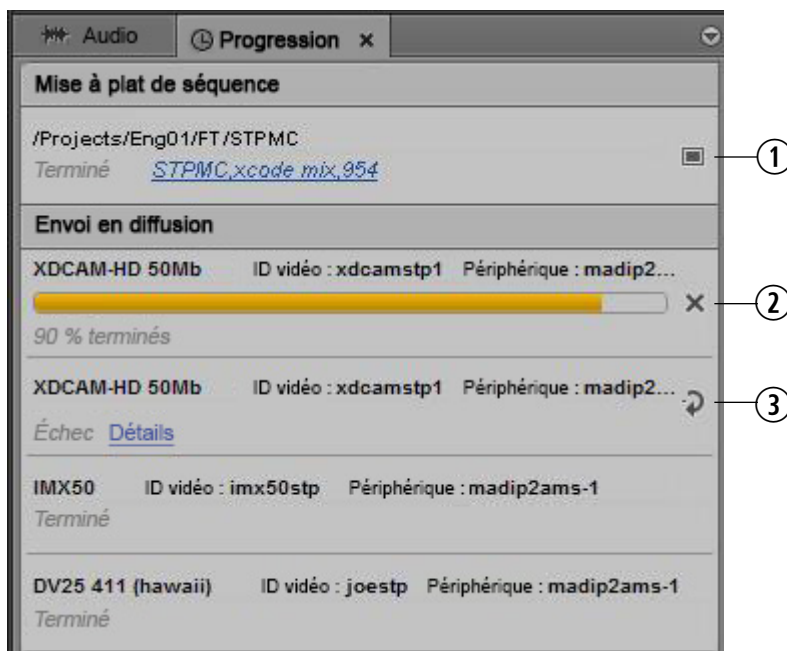 Audio
Progression ×
Mise à plat de séquence
/Projects/Eng01/FT/STPMC
Terminé STPMC,xcode mix,954
1
Envoi en diffusion
XDCAM-HD 50Mb ID vidéo : xdcamstp1 Périphérique : madip2...
2
90 % terminés
XDCAM-HD 50Mb ID vidéo : xdcamstp1 Périphérique : madip2...
3
Échec Détails
IMX50 ID vidéo : imx50stp Périphérique : madip2ams-1
Terminé
DV25 411 (hawaii) ID vidéo : joestp Périphérique : madip2ams-1
Terminé